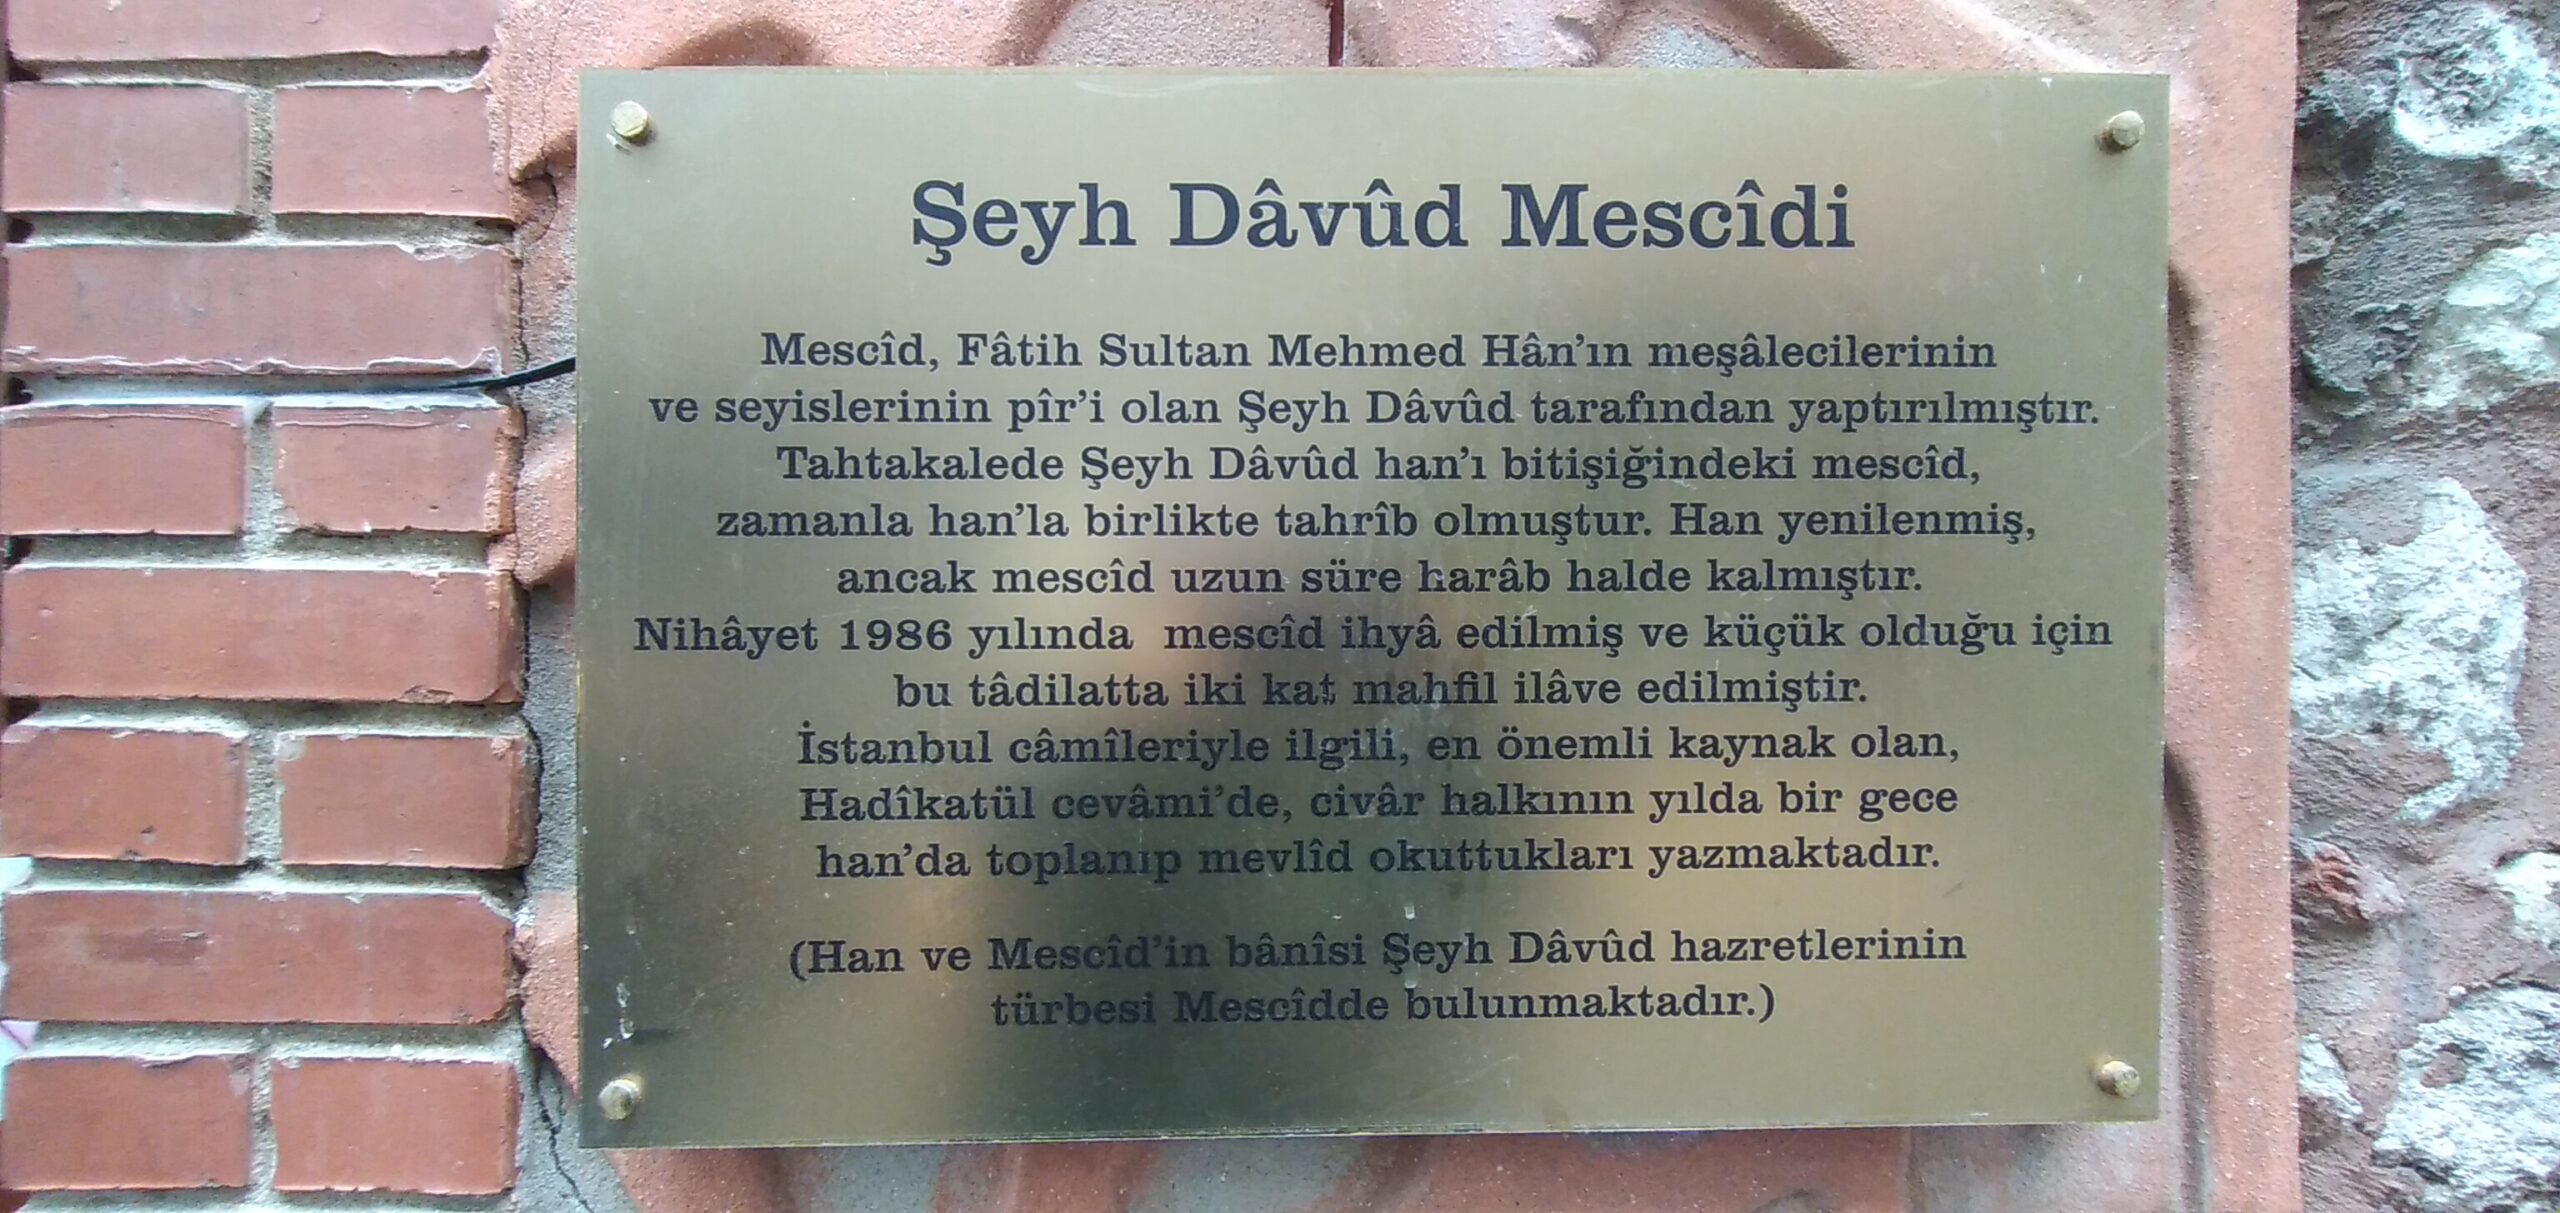 Şeyh Dâvûd Mescîdi
Mescîd, Fâtih Sultan Mehmed Hân’ın meşâlecilerinin
ve seyislerinin pîr’i olan Şeyh Dâvûd tarafından yaptırılmıştır.
Tahtakalede Şeyh Dâvûd han’ı bitişiğindeki mescîd,
zamanla han’la birlikte tahrîb olmuştur. Han yenilenmiş,
ancak mescîd uzun süre harâb halde kalmıştır.
Nihâyet 1986 yılında mescîd ihyâ edilmiş ve küçük olduğu için
bu tâdilatta iki kat mahfil ilâve edilmiştir.
İstanbul câmîleriyle ilgili, en önemli kaynak olan,
Hadîkatül cevâmi’de, civâr halkının yılda bir gece
han’da toplanıp mevlîd okuttukları yazmaktadır.
(Han ve Mescîd’in bânîsi Şeyh Dâvûd hazretlerinin
türbesi Mescîdde bulunmaktadır.)